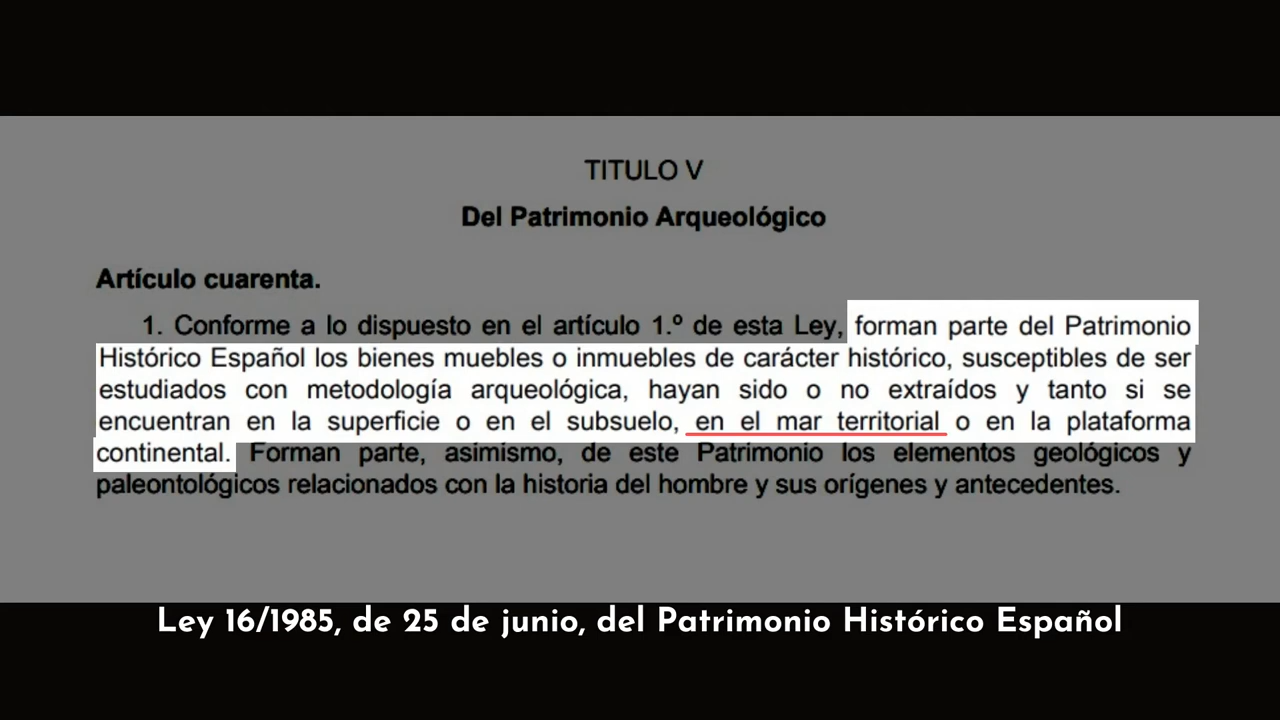 TITULO V
Del Patrimonio Arqueológico
Artículo cuarenta.
1. Conforme a lo dispuesto en el artículo 1.º de esta Ley, forman parte del Patrimonio
Histórico Español los bienes muebles o inmuebles de carácter histórico, susceptibles de ser
estudiados con metodología arqueológica, hayan sido o no extraídos y tanto si se
encuentran en la superficie o en el subsuelo, en el mar territorial o en la plataforma
continental. Forman parte, asimismo, de este Patrimonio los elementos geológicos y
paleontológicos relacionados con la historia del hombre y sus orígenes y antecedentes.
Ley 16/1985, de 25 de junio, del Patrimonio Histórico Español